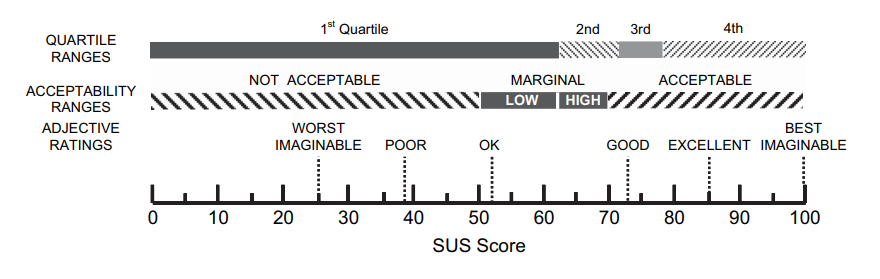 1st Quartile 2nd 3rd 4th
QUARTILE
RANGES
NOT ACCEPTABLE MARGINAL ACCEPTABLE
ACCEPTABILITY
RANGES
LOW HIGH
ADJECTIVE
RATINGS
WORST
IMAGINABLE
POOR
OK
GOOD
EXCELLENT
BEST
IMAGINABLE
0 10 20 30 40 50 60 70 80 90 100
SUS Score